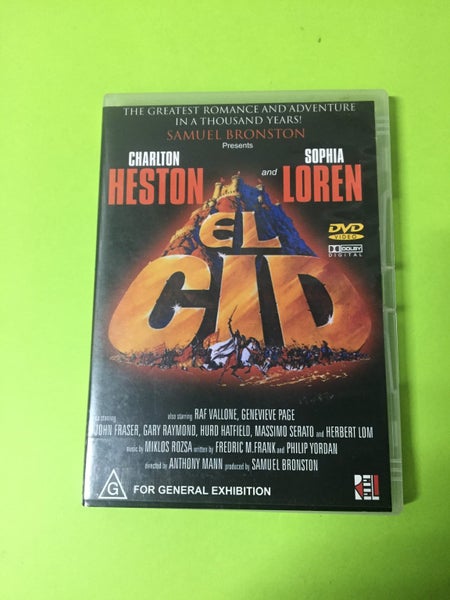 THE GREATEST ROMANCE AND ADVENTURE
IN A THOUSAND YEARS!
SAMUEL BRONSTON
Presents
CHARLTON
HESTON
and
SOPHIA
LOREN
EL
CID
DVD
VIDEO
DOLBY
DIGITAL
also starring RAF VALLONE, GENEVIEVE PAGE
co starring
JOHN FRASER, GARY RAYMOND, HURD HATFIELD, MASSIMO SERATO and HERBERT LOM
music by MIKLOS ROZSA written by FREDRIC M.FRANK and PHILIP YORDAN
directed by ANTHONY MANN produced by SAMUEL BRONSTON
G
FOR GENERAL EXHIBITION